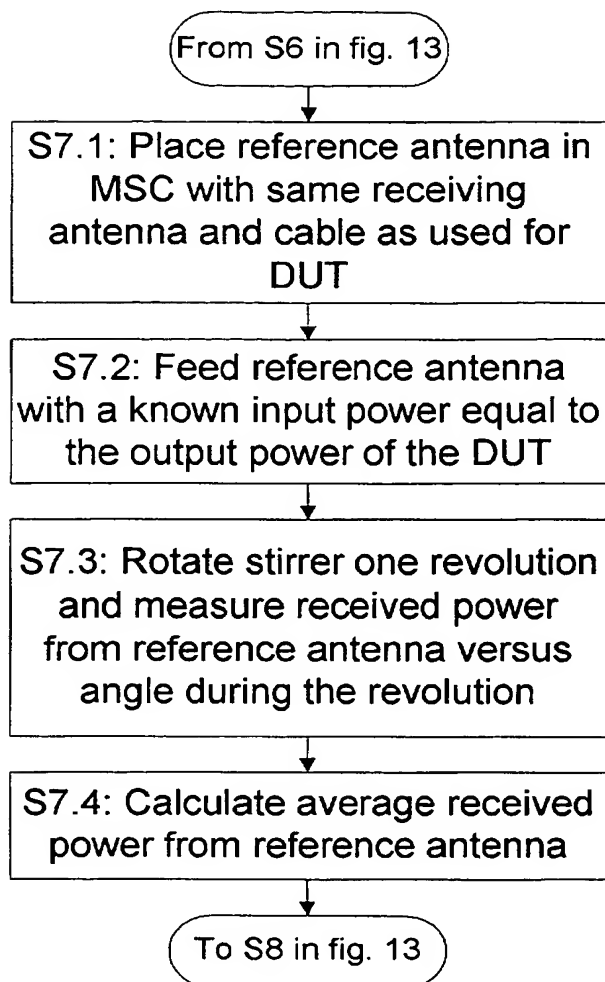 From S6 in fig. 13
S7.1: Place reference antenna in
MSC with same receiving
antenna and cable as used for
DUT
S7.2: Feed reference antenna
with a known input power equal to
the output power of the DUT
S7.3: Rotate stirrer one revolution
and measure received power
from reference antenna versus
angle during the revolution
S7.4: Calculate average received
power from reference antenna
To S8 in fig. 13